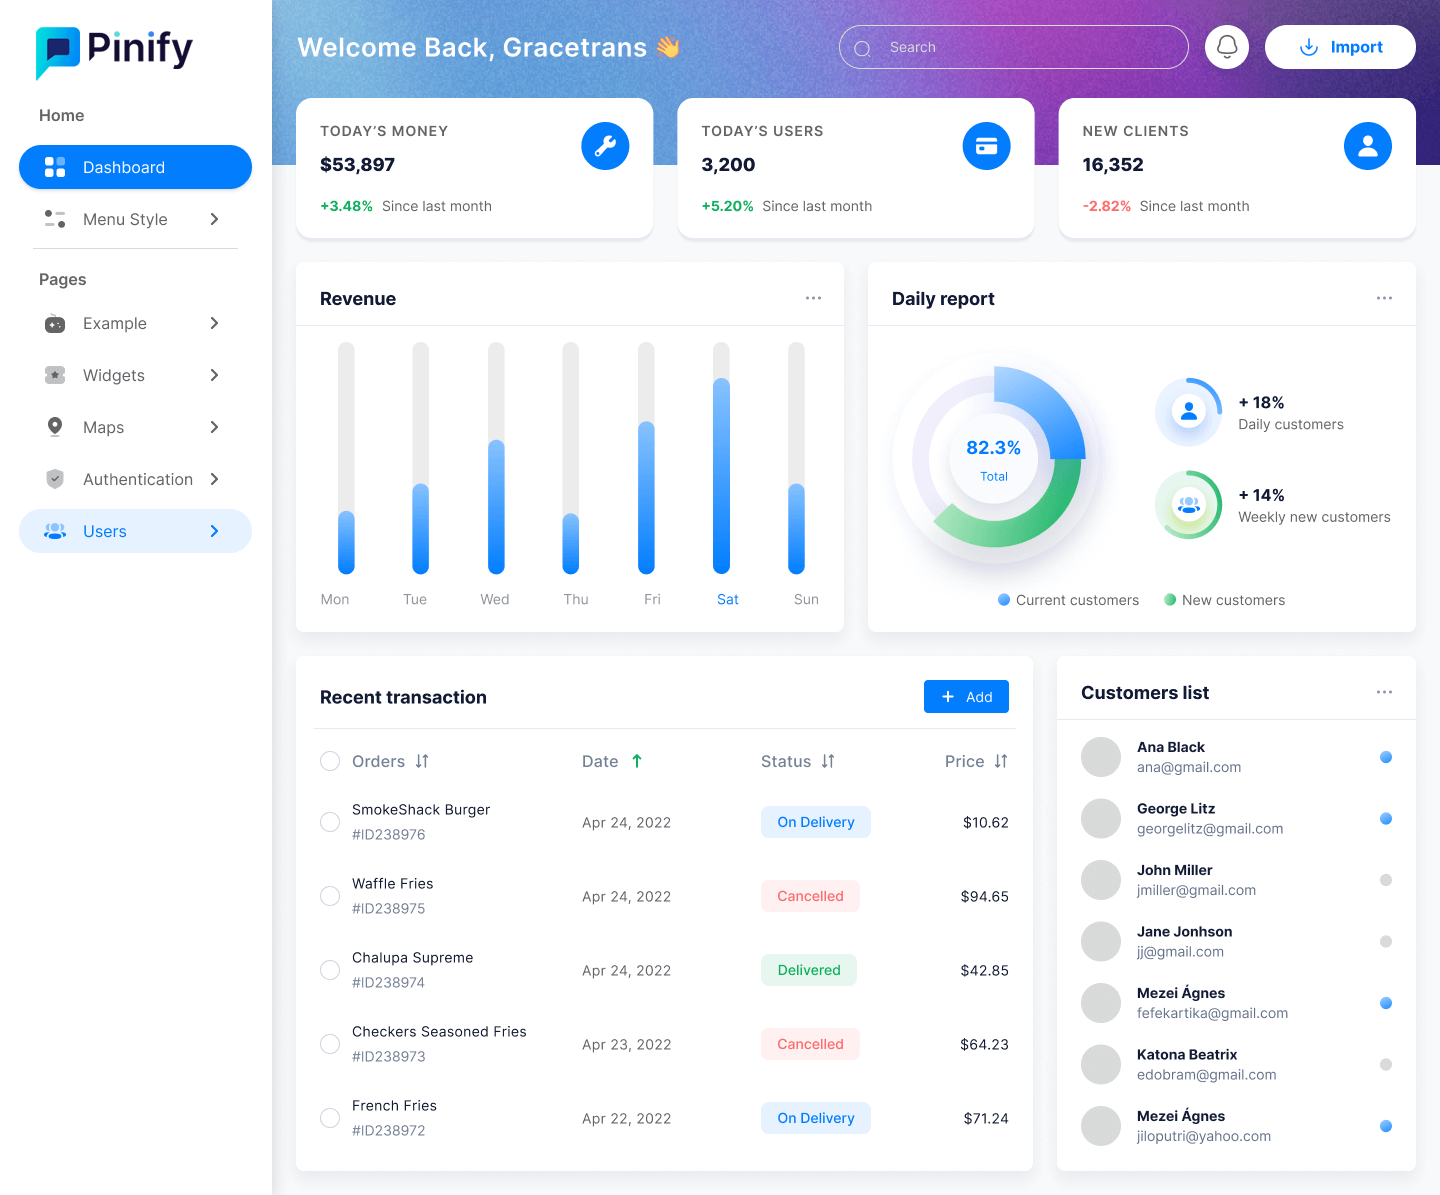 Pinify
Home
Dashboard
Menu Style
Pages
Example
Widgets
Maps
Authentication
Users
Welcome Back, Gracetrans 👋
Search
Import
TODAY’S MONEY
$53,897
+3.48% Since last month
TODAY’S USERS
3,200
+5.20% Since last month
NEW CLIENTS
16,352
-2.82% Since last month
Revenue
Mon Tue Wed Thu Fri Sat Sun
Daily report
82.3%
Total
+ 18%
Daily customers
+ 14%
Weekly new customers
Current customers New customers
Recent transaction
+ Add
Orders Date Status Price
SmokeShack Burger
#ID238976
Apr 24, 2022
On Delivery
$10.62
Waffle Fries
#ID238975
Apr 24, 2022
Cancelled
$94.65
Chalupa Supreme
#ID238974
Apr 24, 2022
Delivered
$42.85
Checkers Seasoned Fries
#ID238973
Apr 23, 2022
Cancelled
$64.23
French Fries
#ID238972
Apr 22, 2022
On Delivery
$71.24
Customers list
Ana Black
ana@gmail.com
George Litz
georgelitz@gmail.com
John Miller
jmiller@gmail.com
Jane Jonhson
jj@gmail.com
Mezei Ágnes
fefekartika@gmail.com
Katona Beatrix
edobram@gmail.com
Mezei Ágnes
jiloputri@yahoo.com